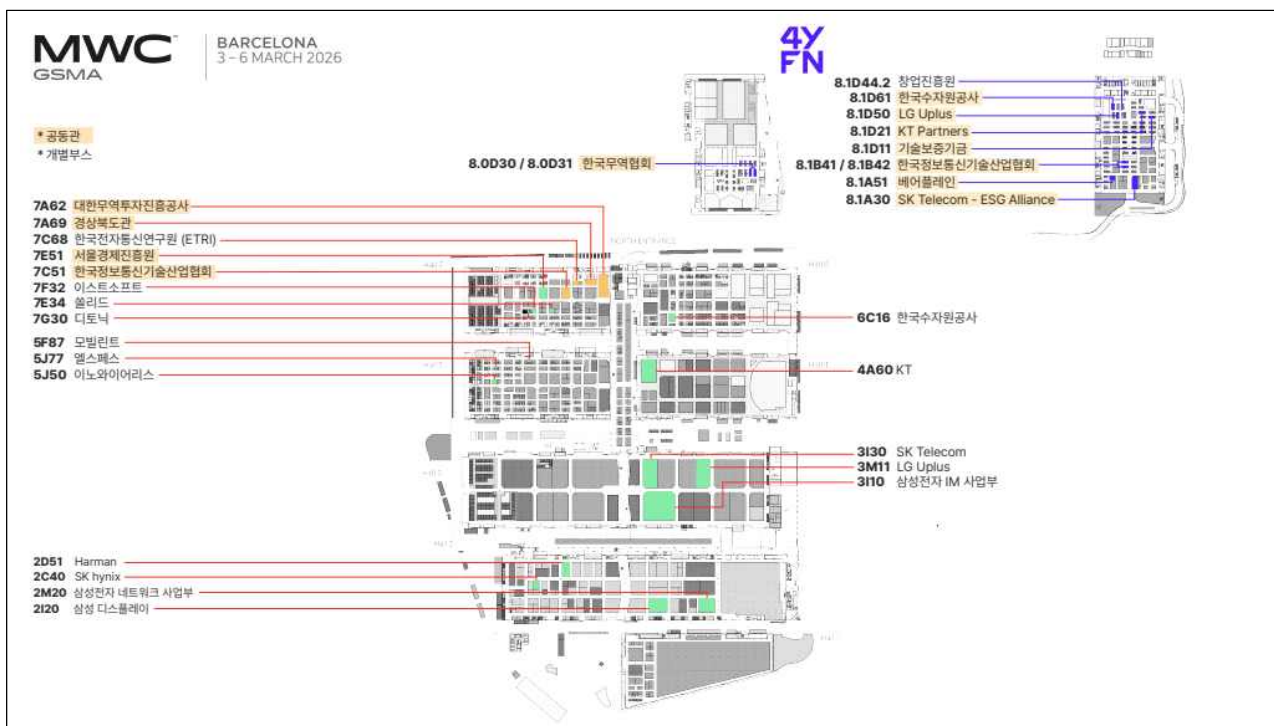 MWC
GSMA
BARCELONA
3 – 6 MARCH 2026
4Y
FN
* 공동관
* 개별부스
8.0D30 / 8.0D31 한국무역협회
8.1D44.2 창업진흥원
8.1D61 한국수자원공사
8.1D50 LG Uplus
8.1D21 KT Partners
8.1D11 기술보증기금
8.1B41 / 8.1B42 한국정보통신기술산업협회
8.1A51 베어플레인
8.1A30 SK Telecom - ESG Alliance
7A62 대한무역투자진흥공사
7A69 경상북도관
7C68 한국전자통신연구원 (ETRI)
7E51 서울경제진흥원
7C51 한국정보통신기술산업협회
7F32 이스트소프트
7E34 쏠리드
7G30 디토닉
5F87 모빌린트
5J77 엘스페스
5J50 이노와이어리스
NORTH ENTRANCE
6C16 한국수자원공사
4A60 KT
3I30 SK Telecom
3M11 LG Uplus
3I10 삼성전자 IM 사업부
2D51 Harman
2C40 SK hynix
2M20 삼성전자 네트워크 사업부
2I20 삼성 디스플레이